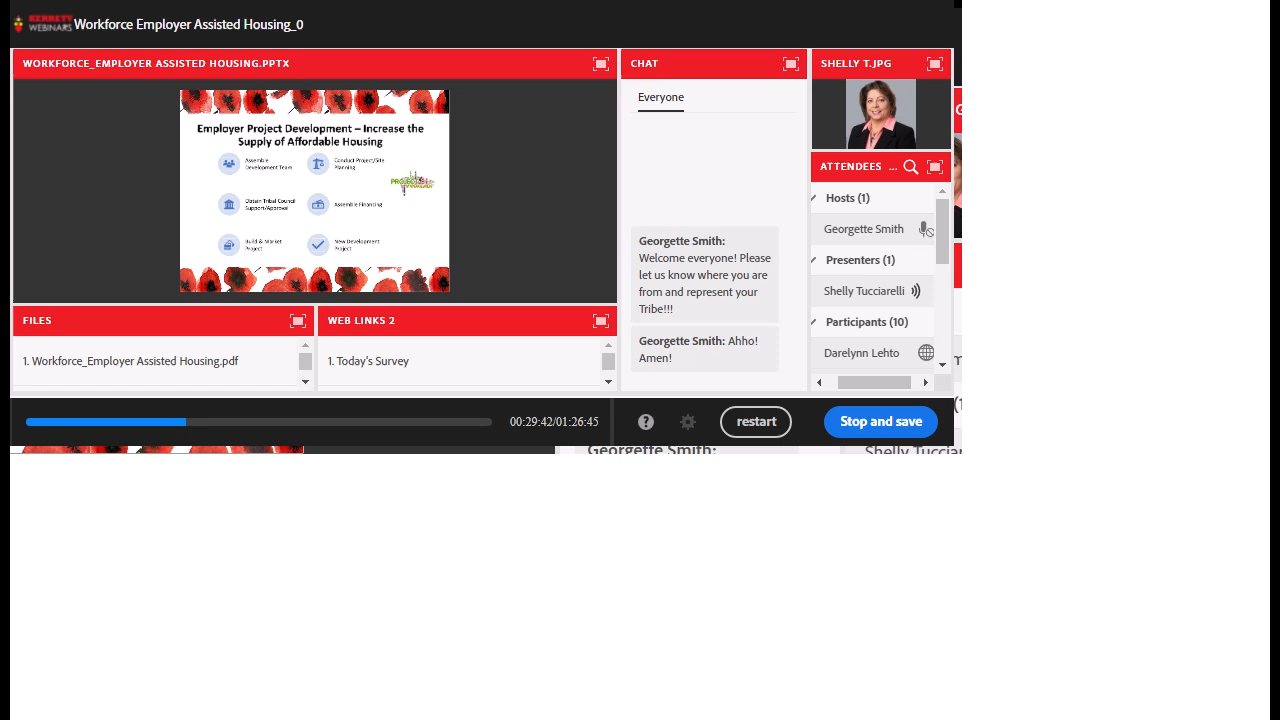 KERRETT
WEBINARS
Workforce Employer Assisted Housing_0
WORKFORCE_EMPLOYER ASSISTED HOUSING.PPTX
Employer Project Development – Increase the
Supply of Affordable Housing
Assemble
Development Team
Conduct Project/Site
Planning
Obtain Tribal Council
Support/Approval
Assemble Financing
Build & Market
Project
New Development
Project
FILES
1. Workforce_Employer Assisted Housing.pdf
WEB LINKS 2
1. Today's Survey
CHAT
Everyone
Georgette Smith:
Welcome everyone! Please
let us know where you are
from and represent your
Tribe!!!
Georgette Smith: Ahho!
Amen!
SHELLY T.JPG
ATTENDEES ...
Hosts (1)
Georgette Smith
Presenters (1)
Shelly Tucciarelli
Participants (10)
Darelynn Lehto
00:29:42/01:26:45
restart
Stop and save
Georgette Smith:
Shelly Tucciar